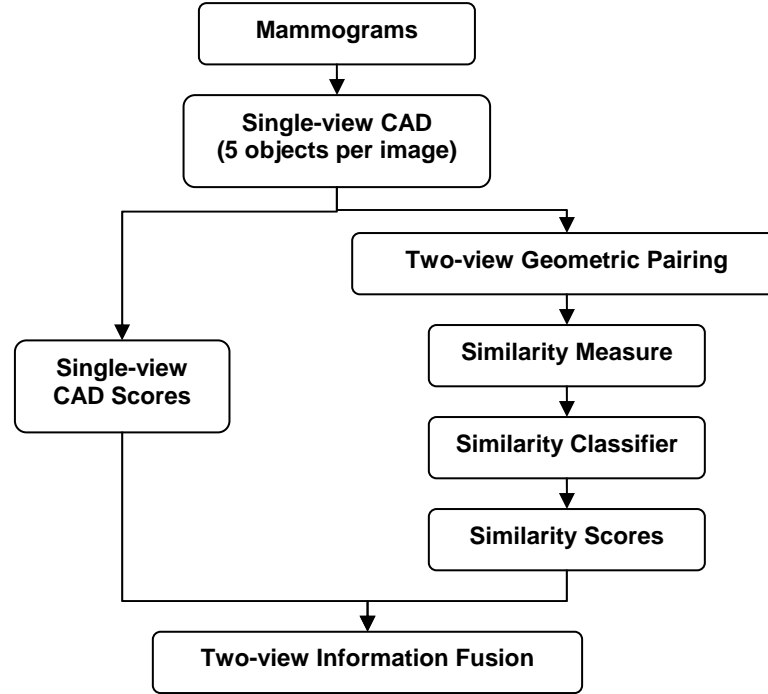 Mammograms
Single-view CAD
(5 objects per image)
Two-view Geometric Pairing
Single-view
CAD Scores
Similarity Measure
Similarity Classifier
Similarity Scores
Two-view Information Fusion